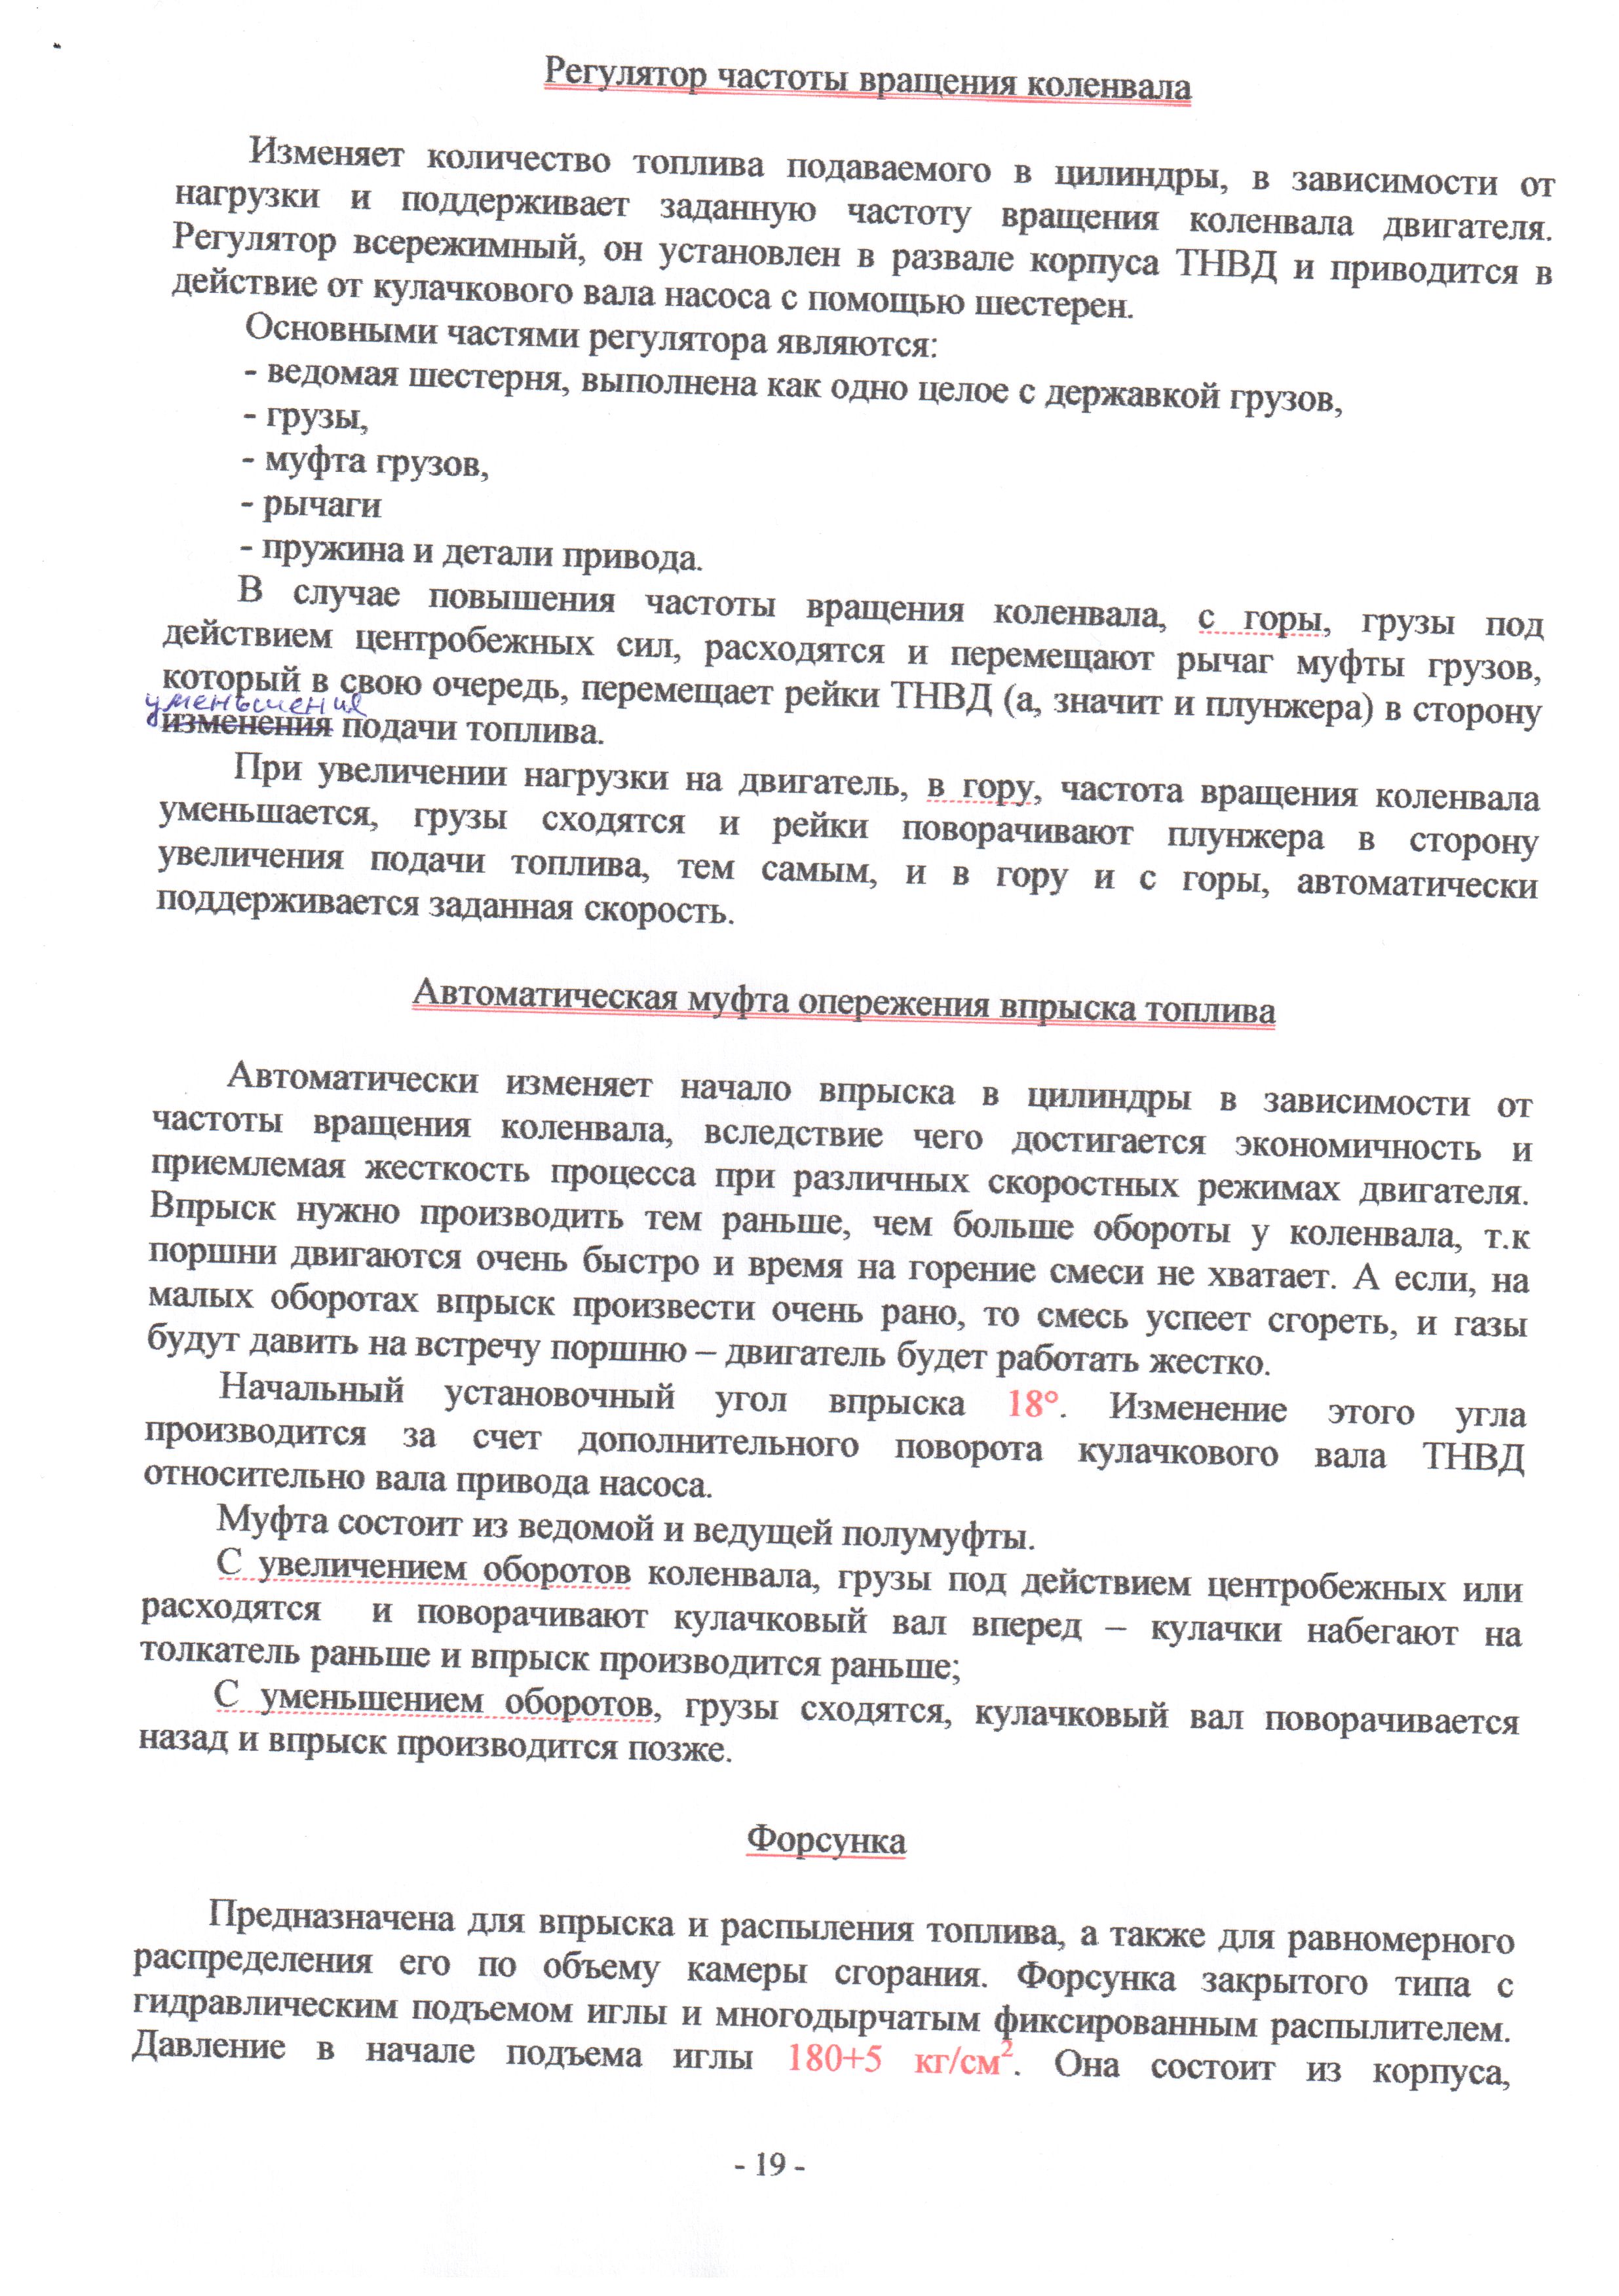 Регулятор частоты вращения коленвала
Изменяет количество топлива подаваемого в цилиндры, в зависимости от
нагрузки и поддерживает заданную частоту вращения коленвала двигателя.
Регулятор всережимный, он установлен в развале корпуса ТНВД и приводится в
действие от кулачкового вала насоса с помощью шестерен.
Основными частями регулятора являются:
- ведомая шестерня, выполнена как одно целое с державкой грузов,
- грузы,
- муфта грузов,
- рычаги
- пружина и детали привода.
В случае повышения частоты вращения коленвала, с горы, грузы под
действием центробежных сил, расходятся и перемещают рычаг муфты грузов,
который в свою очередь, перемещает рейки ТНВД (а, значит и плунжера) в сторону
уменьшения
изменения подачи топлива.
При увеличении нагрузки на двигатель, в гору, частота вращения коленвала
уменьшается, грузы сходятся и рейки поворачивают плунжера в сторону
увеличения подачи топлива, тем самым, и в гору и с горы, автоматически
поддерживается заданная скорость.
Автоматическая муфта опережения впрыска топлива
Автоматически изменяет начало впрыска в цилиндры в зависимости от
частоты вращения коленвала, вследствие чего достигается экономичность и
приемлемая жесткость процесса при различных скоростных режимах двигателя.
Впрыск нужно производить тем раньше, чем больше обороты у коленвала, т.к
поршни двигаются очень быстро и время на горение смеси не хватает. А если, на
малых оборотах впрыск произвести очень рано, то смесь успеет сгореть, и газы
будут давить на встречу поршню – двигатель будет работать жестко.
Начальный установочный угол впрыска 18°. Изменение этого угла
производится за счет дополнительного поворота кулачкового вала ТНВД
относительно вала привода насоса.
Муфта состоит из ведомой и ведущей полумуфты.
С увеличением оборотов коленвала, грузы под действием центробежных или
расходятся и поворачивают кулачковый вал вперед – кулачки набегают на
толкатель раньше и впрыск производится раньше;
С уменьшением оборотов, грузы сходятся, кулачковый вал поворачивается
назад и впрыск производится позже.
Форсунка
Предназначена для впрыска и распыления топлива, а также для равномерного
распределения его по объему камеры сгорания. Форсунка закрытого типа с
гидравлическим подъемом иглы и многодырчатым фиксированным распылителем.
Давление в начале подъема иглы 180+5 кг/см². Она состоит из корпуса,
- 19 -